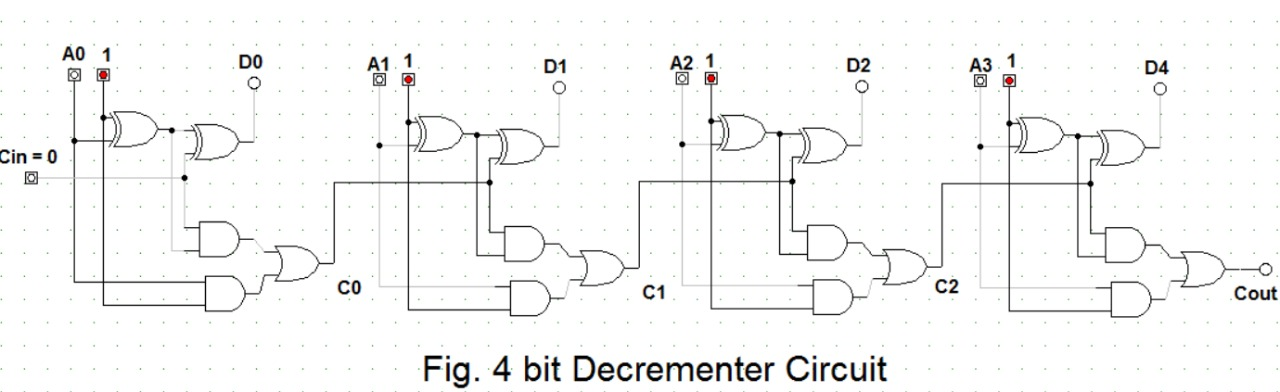 A0 1 D0
A1 1 D1
A2 1 D2
A3 1 D4
Cin = 0
C0
C1
C2
Cout
Fig. 4 bit Decrementer Circuit